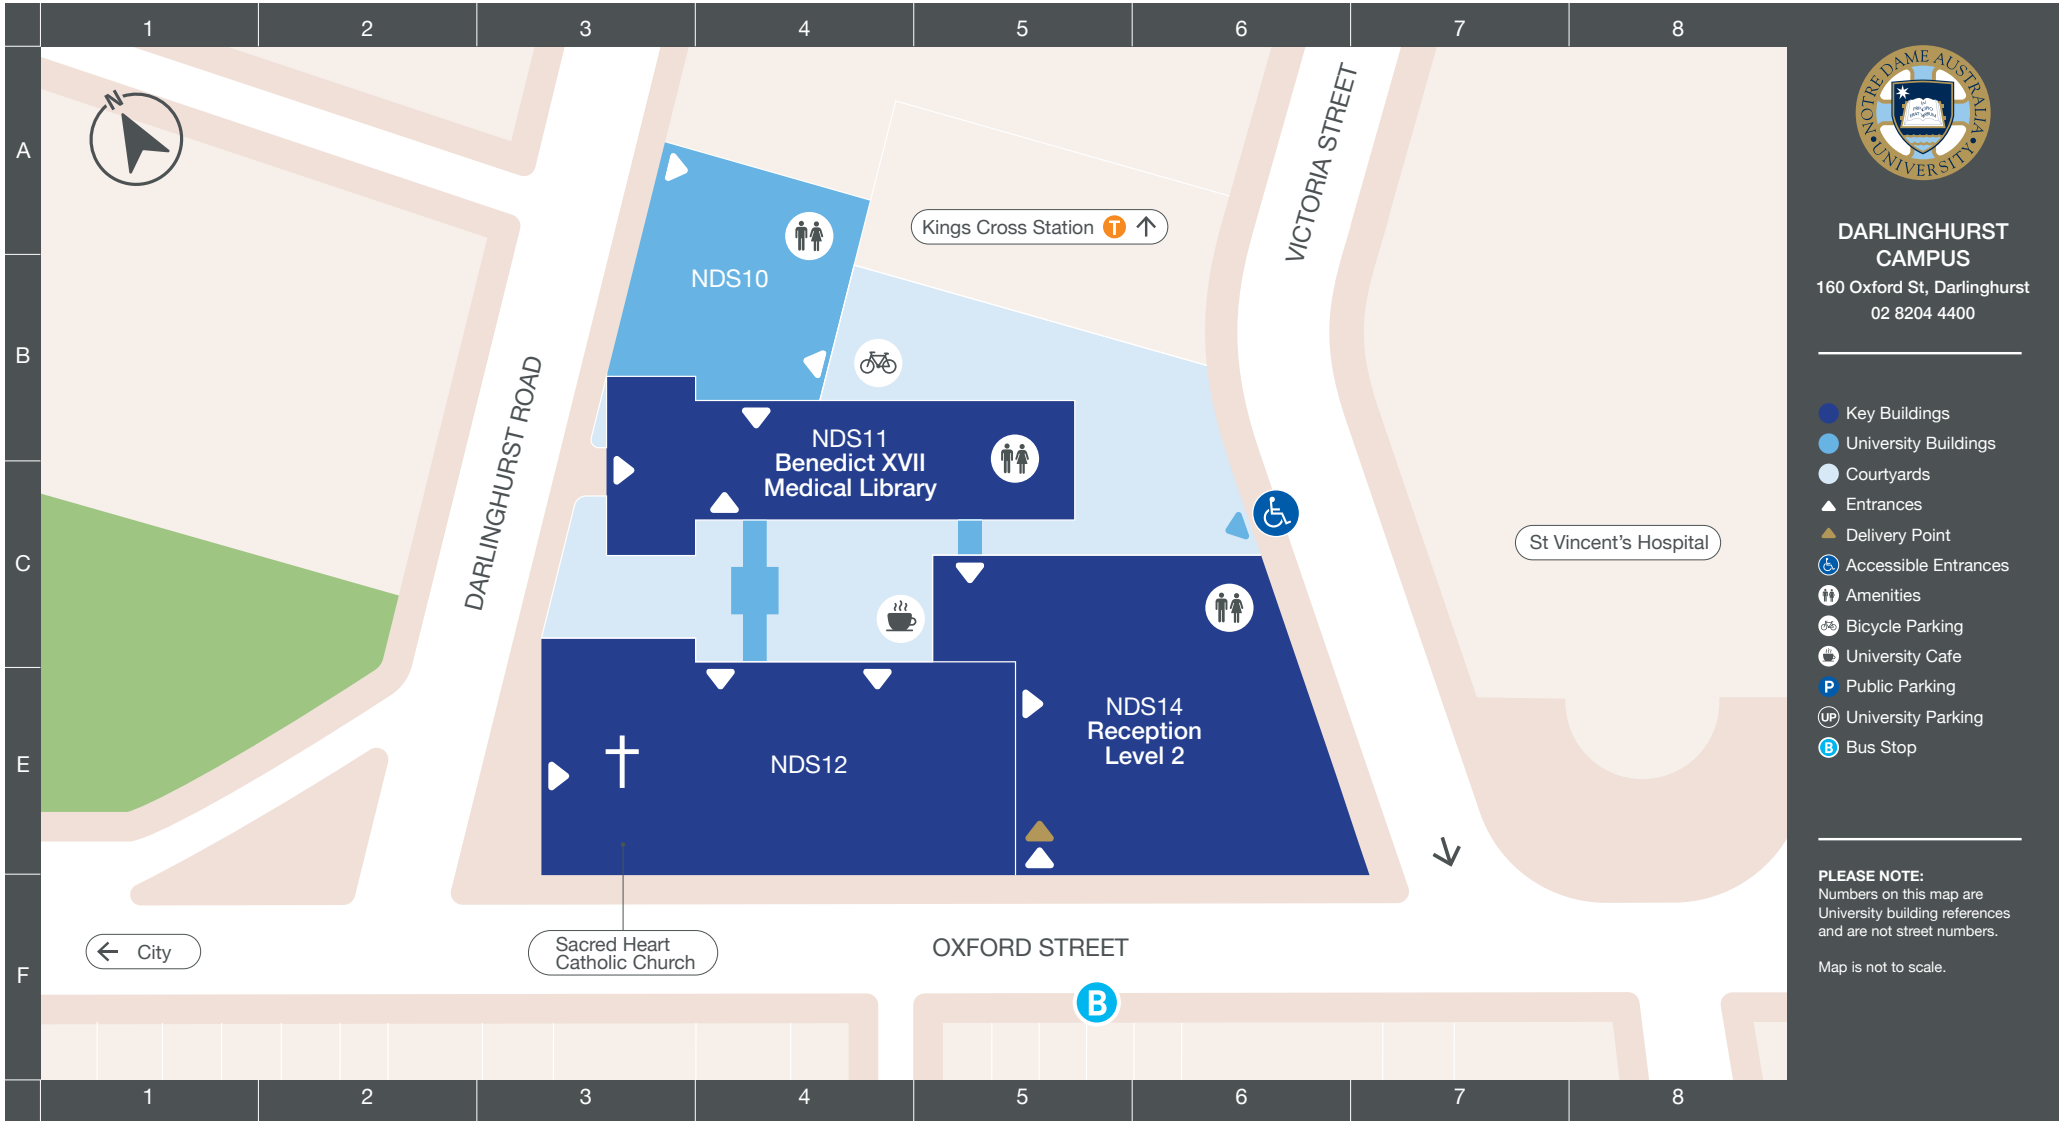 1 2 3 4 5 6 7 8
A
B
C
E
F
N
VICTORIA STREET
Kings Cross Station T
NDS10
DARLINGHURST ROAD
NDS11
Benedict XVII
Medical Library
St Vincent's Hospital
NDS14
Reception
Level 2
NDS12
Sacred Heart
Catholic Church
City
OXFORD STREET
B
1 2 3 4 5 6 7 8
NOTRE DAME AUSTRALIA
UNIVERSITY
DARLINGHURST
CAMPUS
160 Oxford St, Darlinghurst
02 8204 4400
Key Buildings
University Buildings
Courtyards
Entrances
Delivery Point
Accessible Entrances
Amenities
Bicycle Parking
University Cafe
P Public Parking
UP University Parking
B Bus Stop
PLEASE NOTE:
Numbers on this map are
University building references
and are not street numbers.
Map is not to scale.